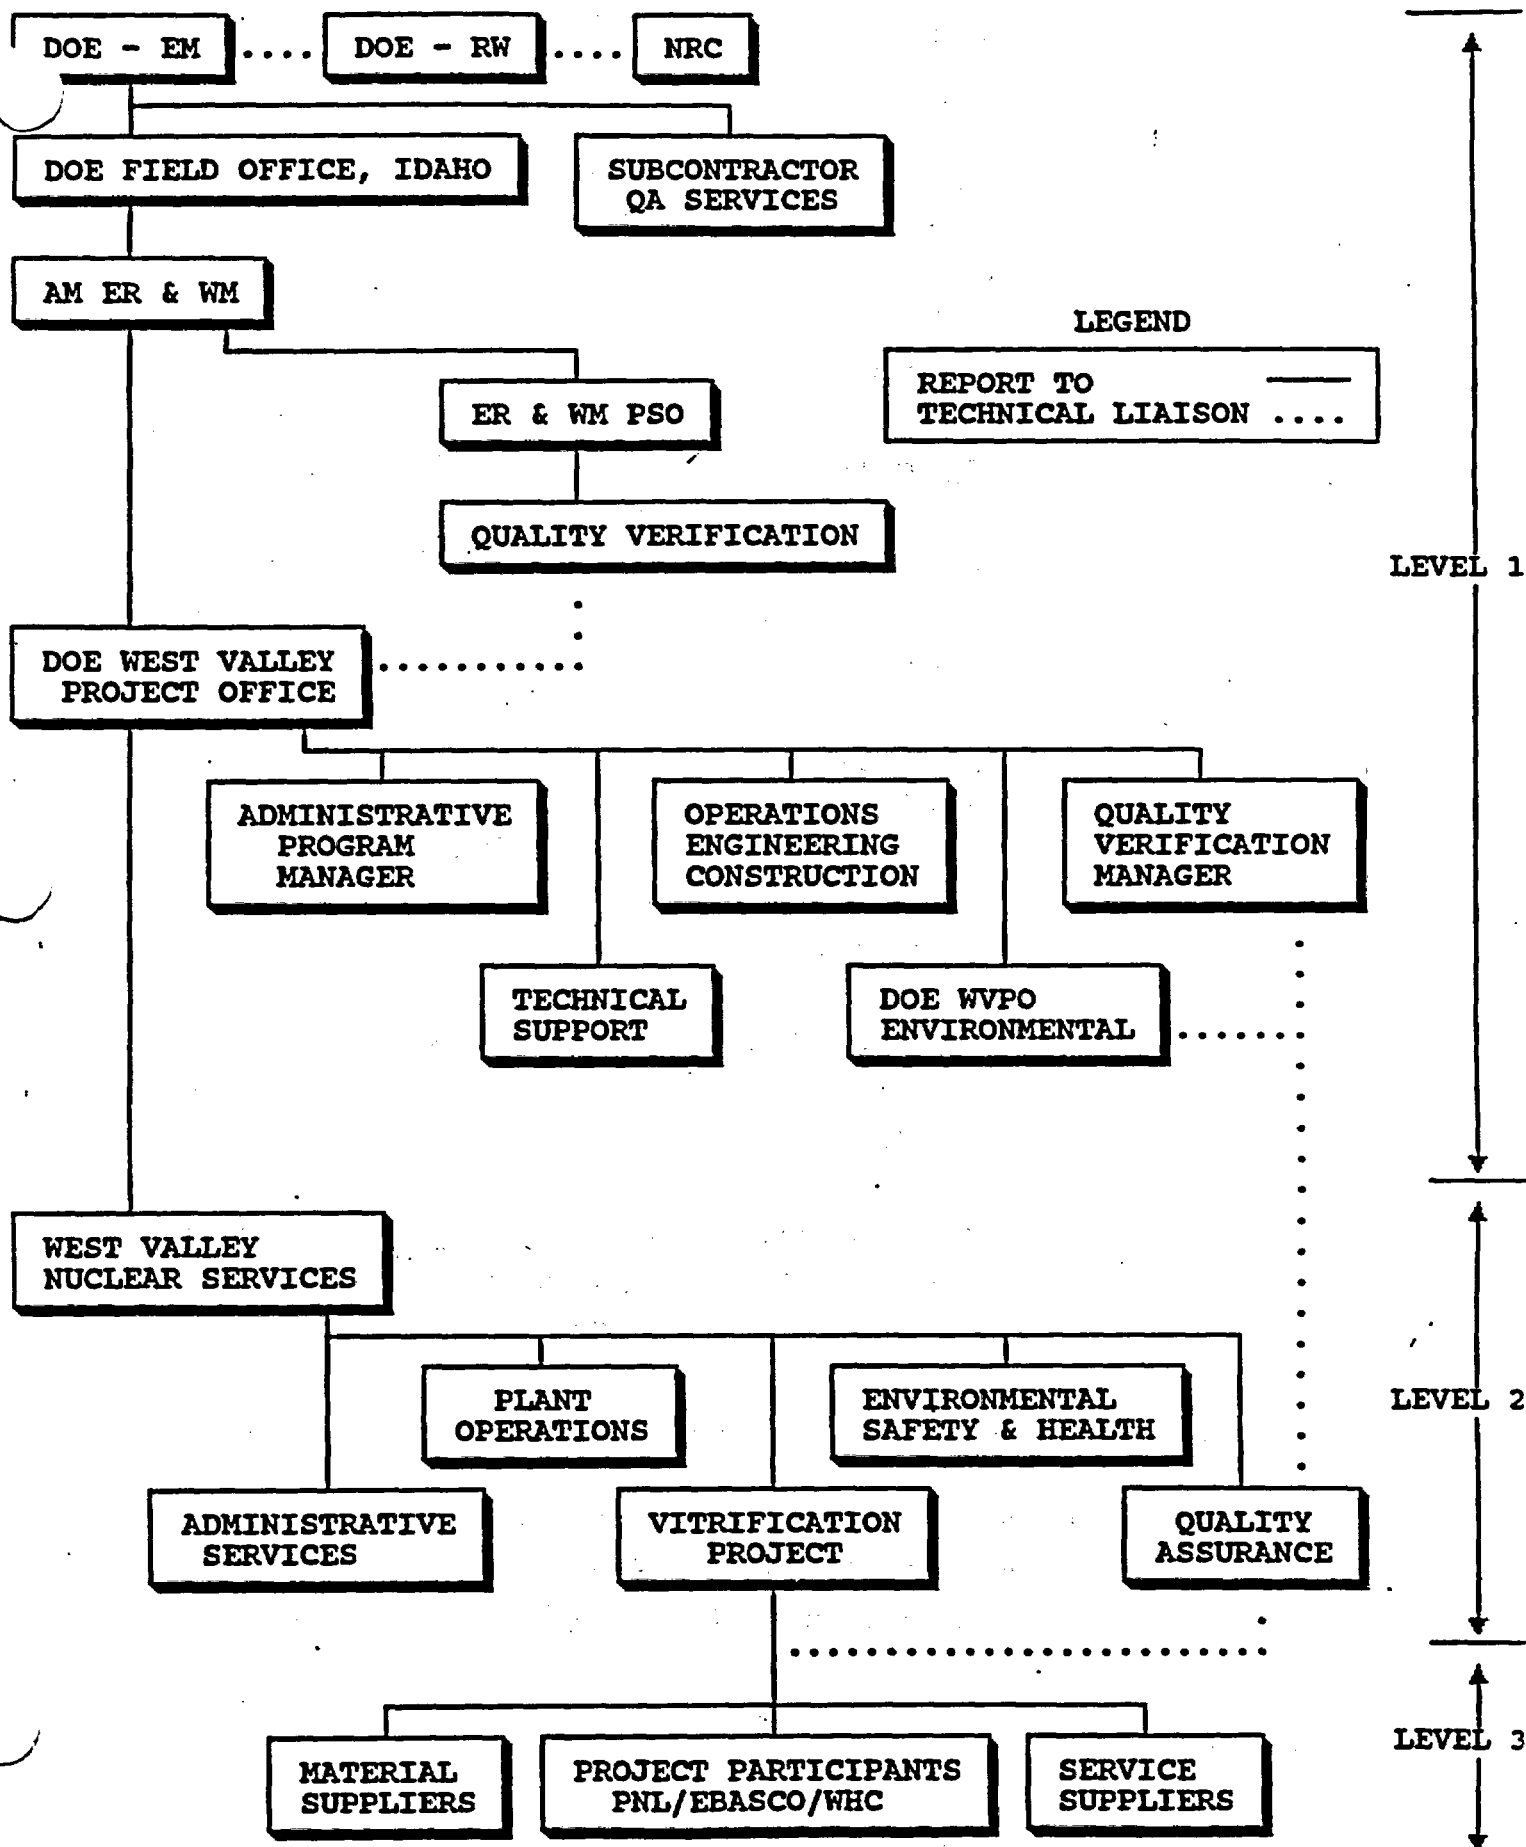 DOE - EM .... DOE - RW .... NRC
DOE FIELD OFFICE, IDAHO
SUBCONTRACTOR
QA SERVICES
AM ER & WM
LEGEND
REPORT TO
TECHNICAL LIAISON ....
ER & WM PSO
QUALITY VERIFICATION
LEVEL 1
DOE WEST VALLEY
PROJECT OFFICE
ADMINISTRATIVE
PROGRAM
MANAGER
OPERATIONS
ENGINEERING
CONSTRUCTION
QUALITY
VERIFICATION
MANAGER
TECHNICAL
SUPPORT
DOE WVPO
ENVIRONMENTAL
WEST VALLEY
NUCLEAR SERVICES
PLANT
OPERATIONS
ENVIRONMENTAL
SAFETY & HEALTH
LEVEL 2
ADMINISTRATIVE
SERVICES
VITRIFICATION
PROJECT
QUALITY
ASSURANCE
LEVEL 3
MATERIAL
SUPPLIERS
PROJECT PARTICIPANTS
PNL/EBASCO/WHC
SERVICE
SUPPLIERS